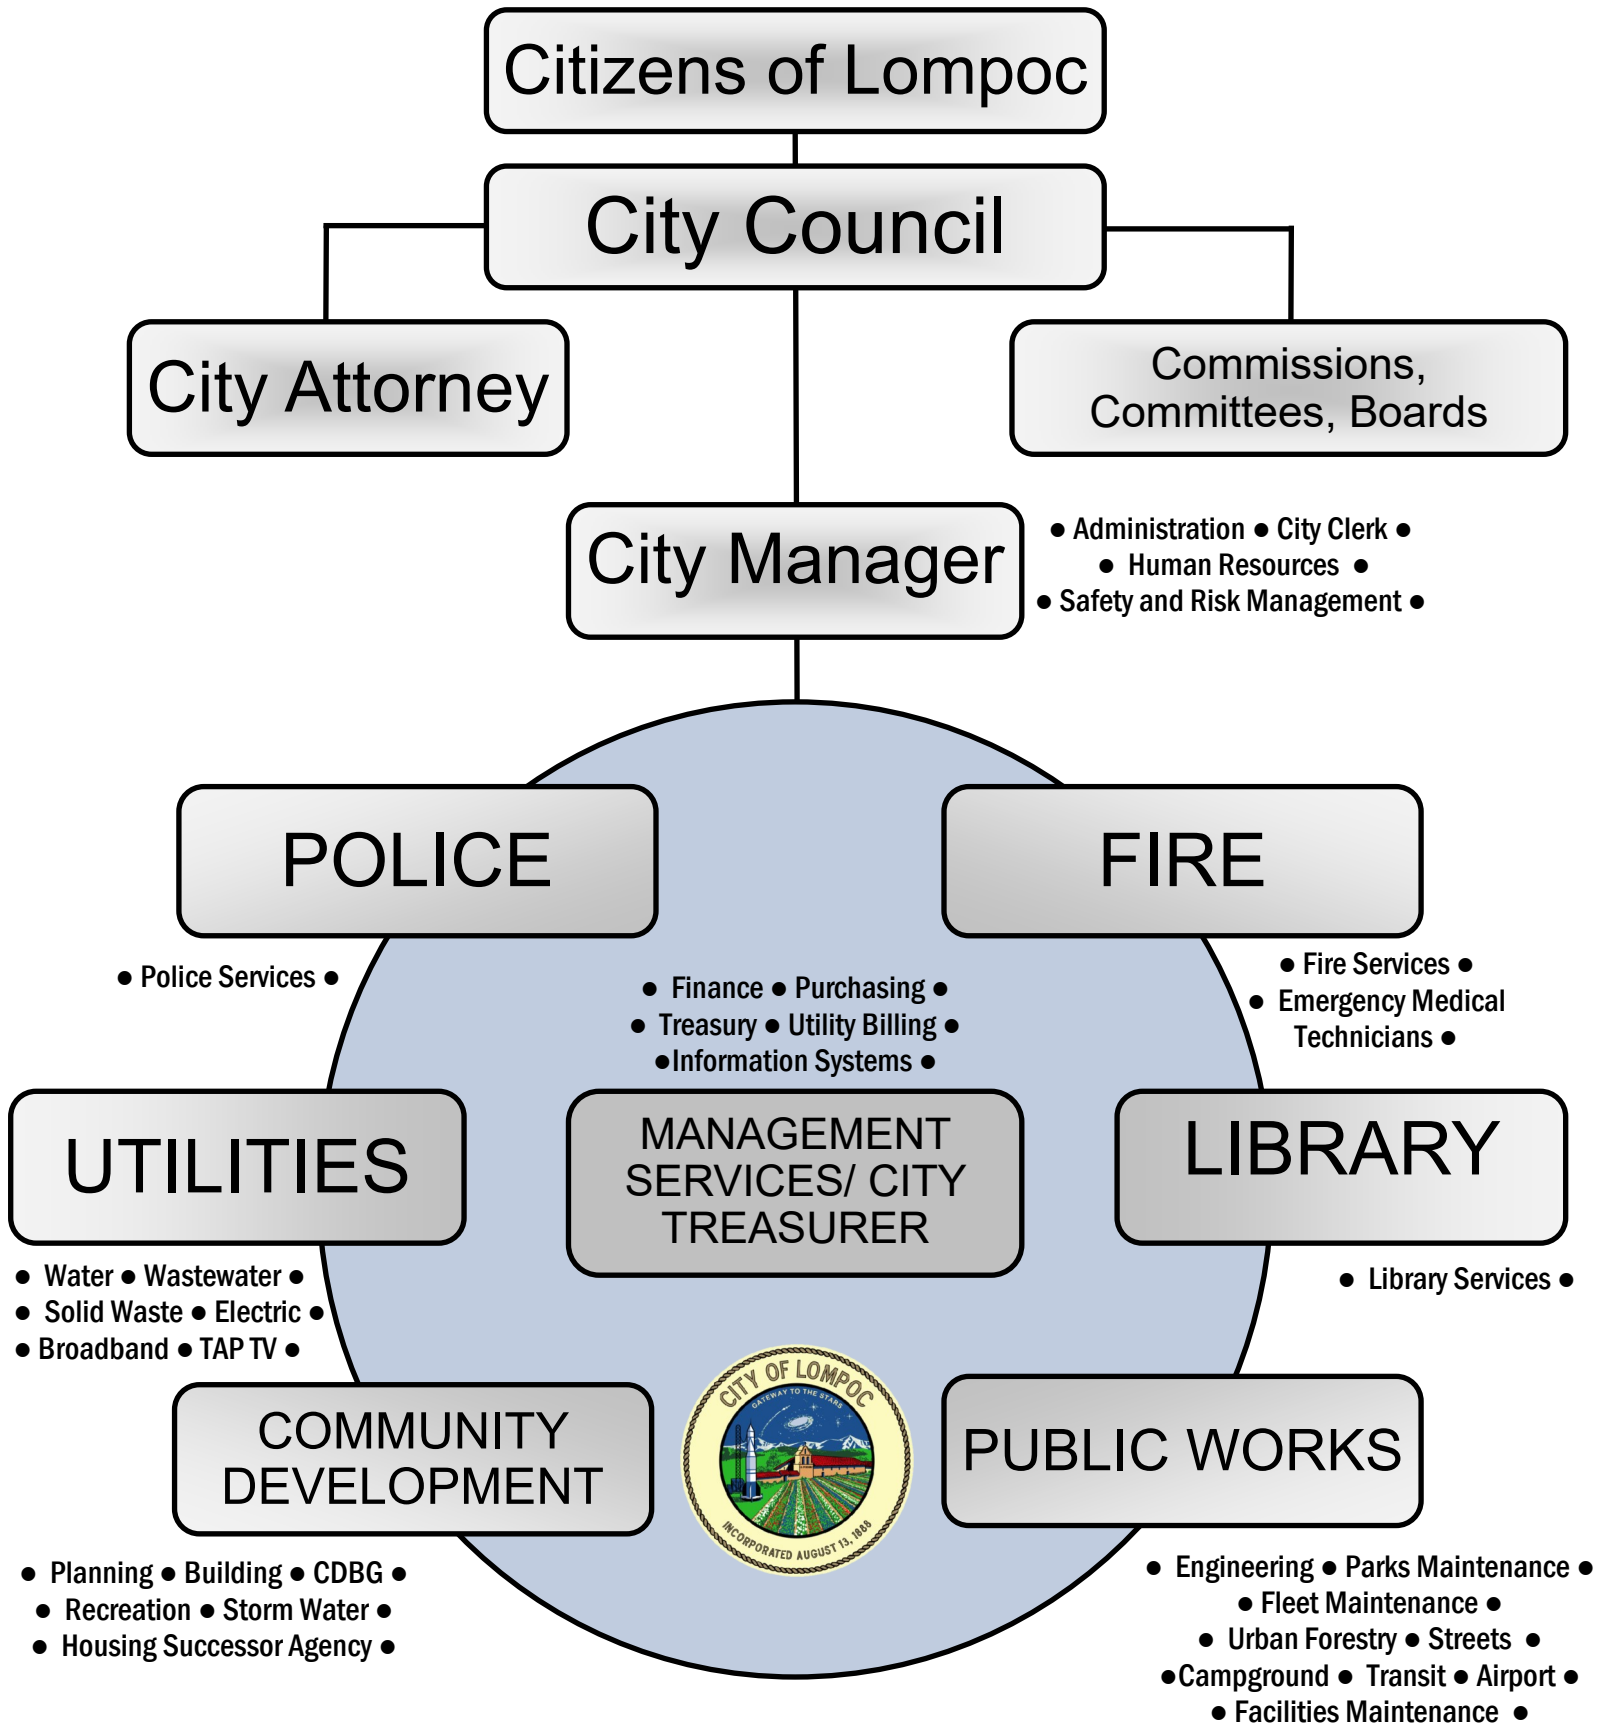 Citizens of Lompoc
City Council
City Attorney
Commissions,
Committees, Boards
City Manager
● Administration ● City Clerk ●
● Human Resources ●
● Safety and Risk Management ●
POLICE
FIRE
● Police Services ●
● Fire Services ●
● Emergency Medical
Technicians ●
● Finance ● Purchasing ●
● Treasury ● Utility Billing ●
●Information Systems ●
UTILITIES
MANAGEMENT
SERVICES/ CITY
TREASURER
LIBRARY
● Water ● Wastewater ●
● Solid Waste ● Electric ●
● Broadband ● TAP TV ●
● Library Services ●
COMMUNITY
DEVELOPMENT
CITY OF LOMPOC
GATEWAY TO THE STARS
INCORPORATED AUGUST 13, 1888
PUBLIC WORKS
● Planning ● Building ● CDBG ●
● Recreation ● Storm Water ●
● Housing Successor Agency ●
● Engineering ● Parks Maintenance ●
● Fleet Maintenance ●
● Urban Forestry ● Streets ●
●Campground ● Transit ● Airport ●
● Facilities Maintenance ●